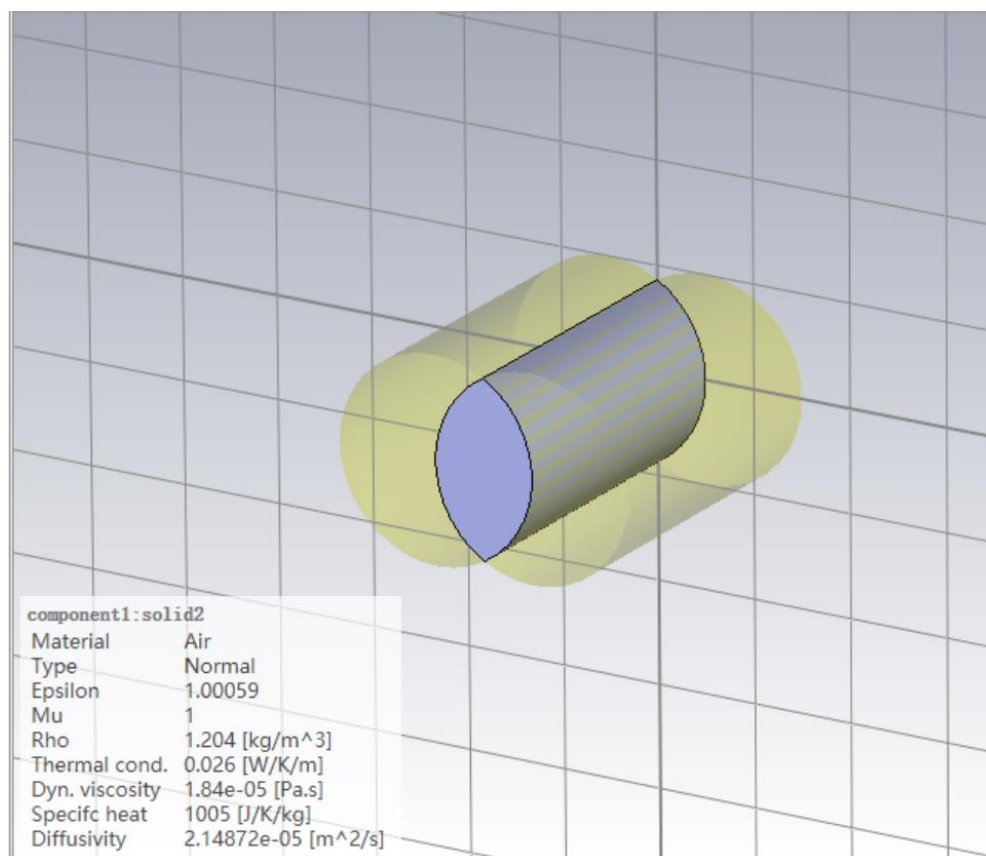 component1:solid2
Material Air
Type Normal
Epsilon 1.00059
Mu 1
Rho 1.204 [kg/m^3]
Thermal cond. 0.026 [W/K/m]
Dyn. viscosity 1.84e-05 [Pa.s]
Specifc heat 1005 [J/K/kg]
Diffusivity 2.14872e-05 [m^2/s]